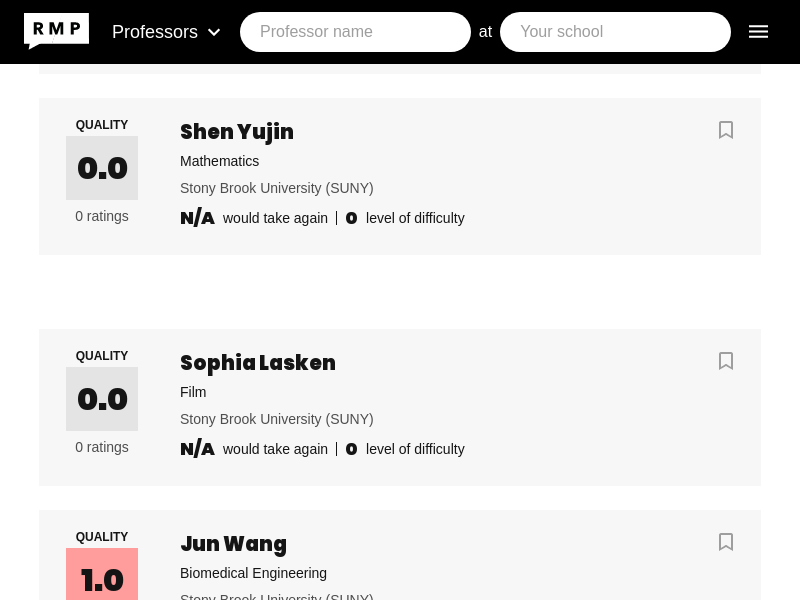 RMP Professors Professor name at Your school
QUALITY
0.0
0 ratings
Shen Yujin
Mathematics
Stony Brook University (SUNY)
N/A would take again | 0 level of difficulty
QUALITY
0.0
0 ratings
Sophia Lasken
Film
Stony Brook University (SUNY)
N/A would take again | 0 level of difficulty
QUALITY
1.0
Jun Wang
Biomedical Engineering
Stony Brook University (SUNY)